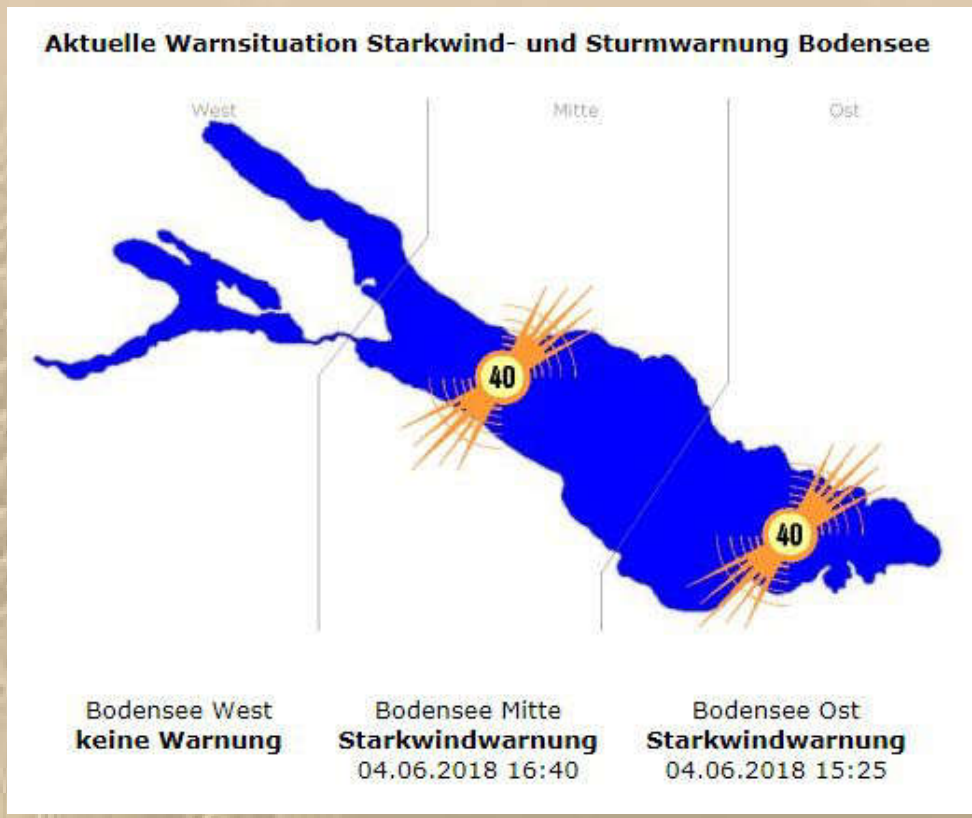 Aktuelle Warnsituation Starkwind- und Sturmwarnung Bodensee
West
Mitte
Ost
40
40
Bodensee West
keine Warnung
Bodensee Mitte
Starkwindwarnung
04.06.2018 16:40
Bodensee Ost
Starkwindwarnung
04.06.2018 15:25